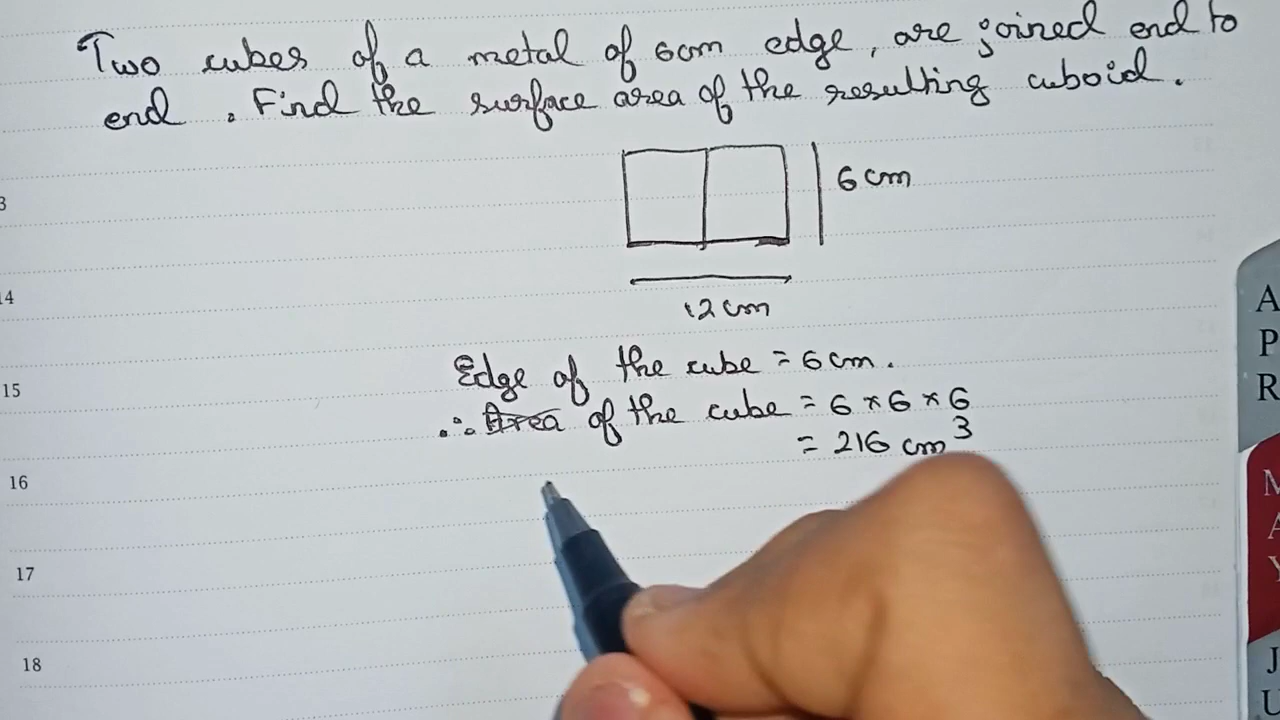 Two cubes of a metal of 6cm edge, are joined end to
end. Find the surface area of the resulting cuboid.
6 cm
12 cm
Edge of the cube = 6 cm.
∴ Area of the cube = 6 * 6 * 6
= 216 cm³
3
14
15
16
17
18
A
P
R
M
A
Y
J
U